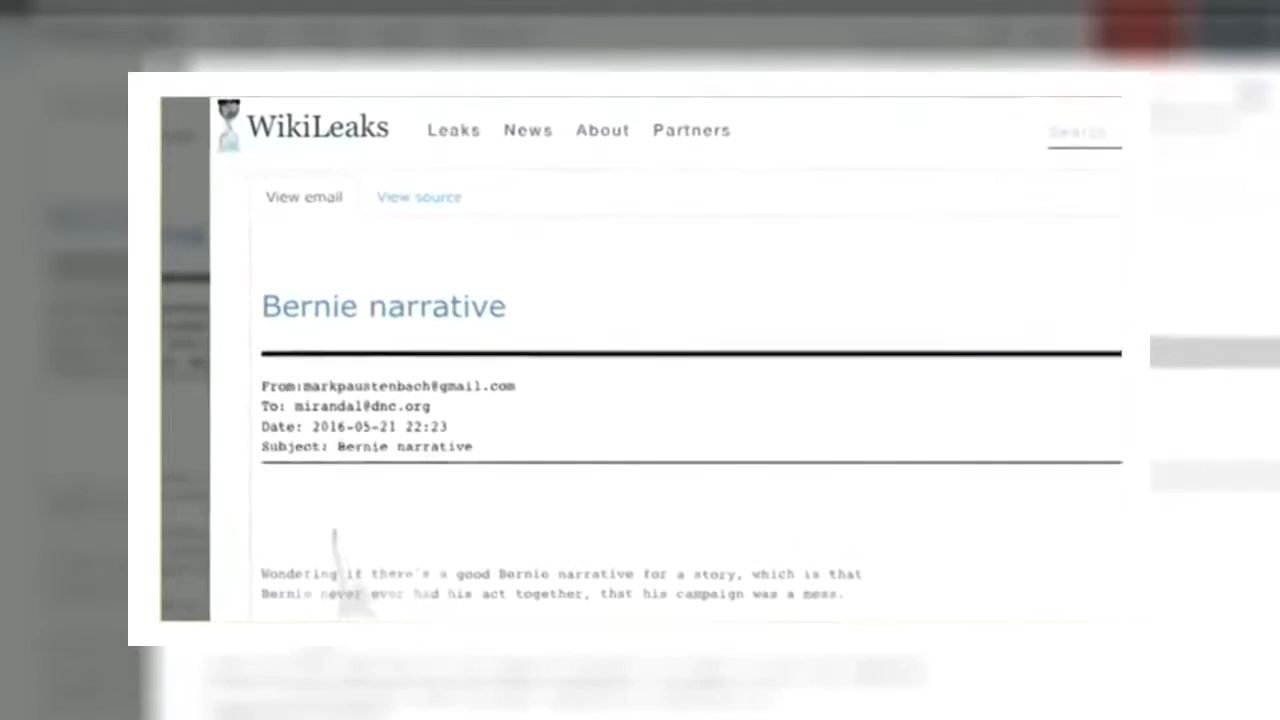 WikiLeaks Leaks News About Partners Search
View email View source
Bernie narrative
From:markpaustenbach@gmail.com
To: mirandal@dnc.org
Date: 2016-05-21 22:23
Subject: Bernie narrative
Wondering if there's a good Bernie narrative for a story, which is that
Bernie never ever had his act together, that his campaign was a mess.